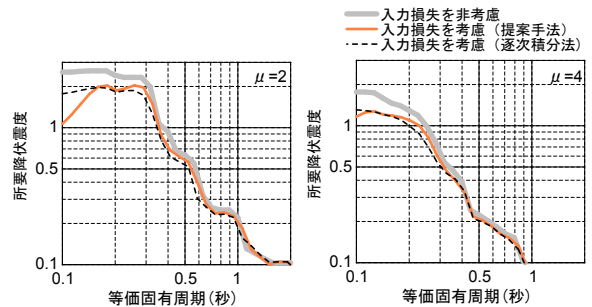 入力損失を非考慮
入力損失を考慮（提案手法）
入力損失を考慮（逐次積分法）
μ=2
所要降伏震度
1
0.5
0.1
0.1
0.5
1
等価固有周期（秒）
μ=4
所要降伏震度
1
0.5
0.1
0.1
0.5
1
等価固有周期（秒）